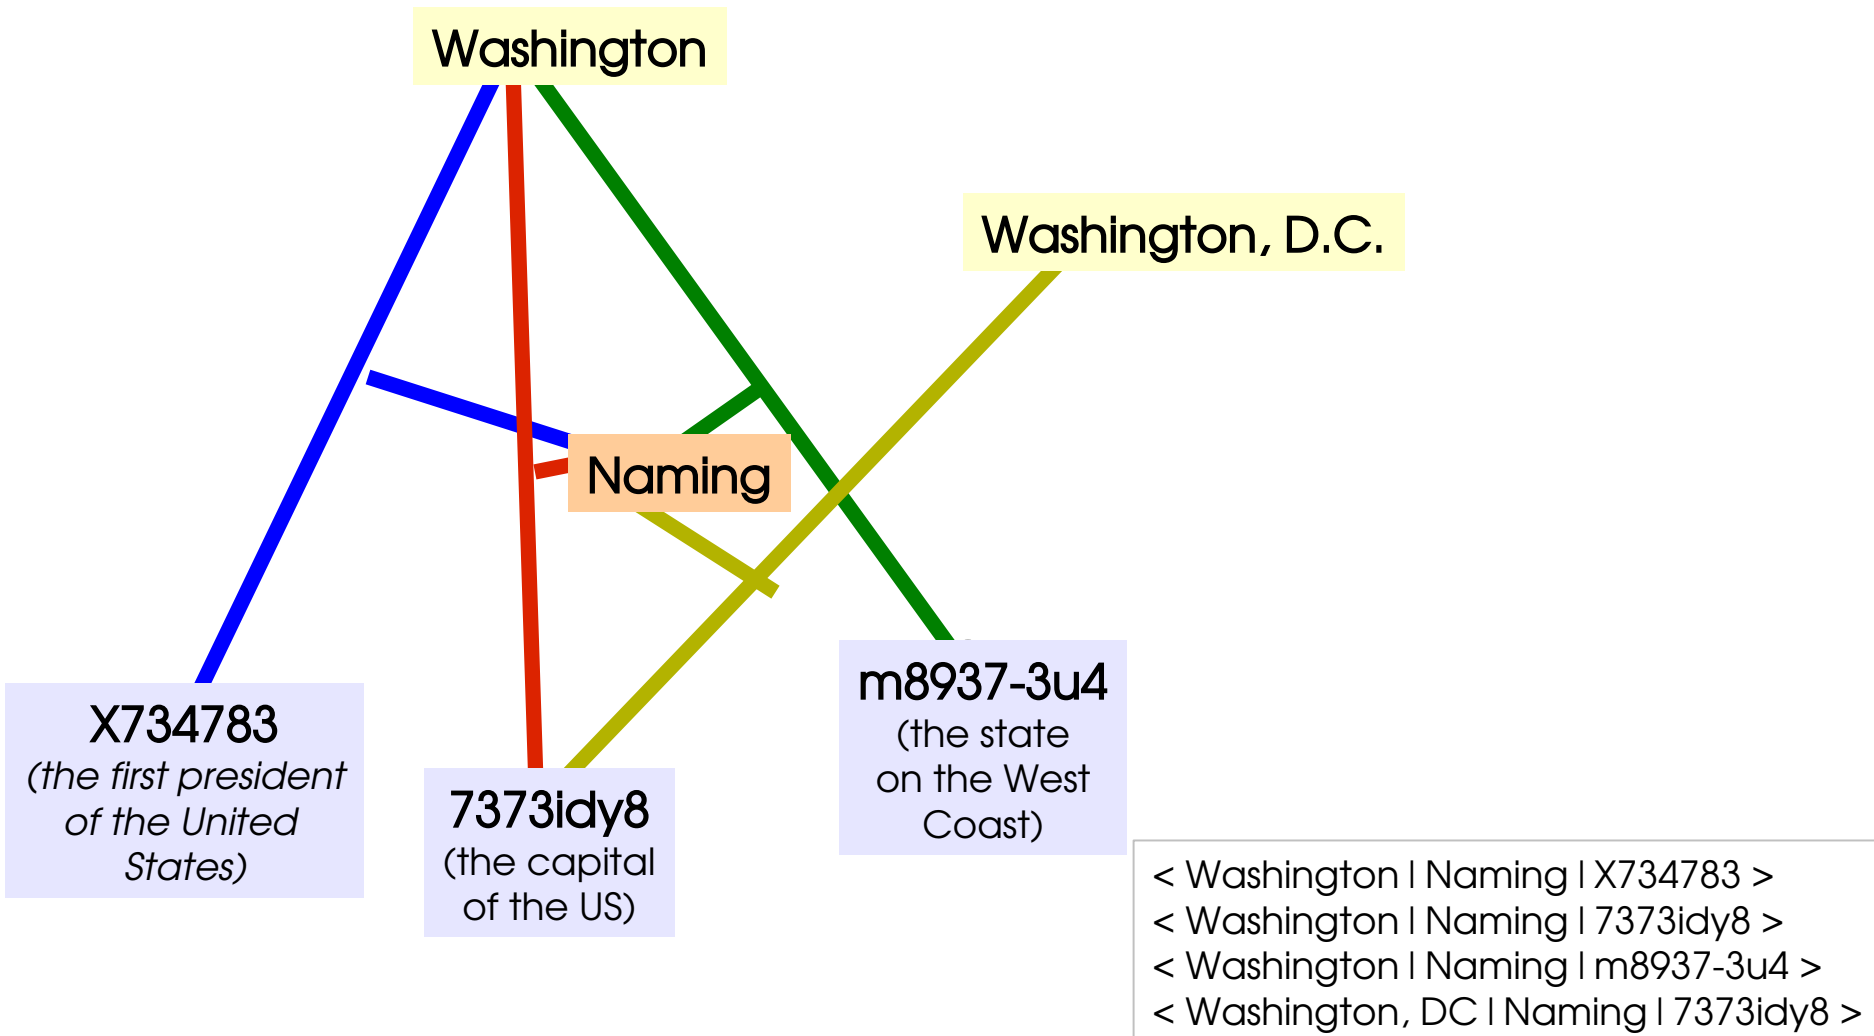 Washington
Washington, D.C.
Naming
X734783
(the first president
of the United
States)
7373idy8
(the capital
of the US)
m8937-3u4
(the state
on the West
Coast)
< Washington | Naming | X734783 >
< Washington | Naming | 7373idy8 >
< Washington | Naming | m8937-3u4 >
< Washington, DC | Naming | 7373idy8 >